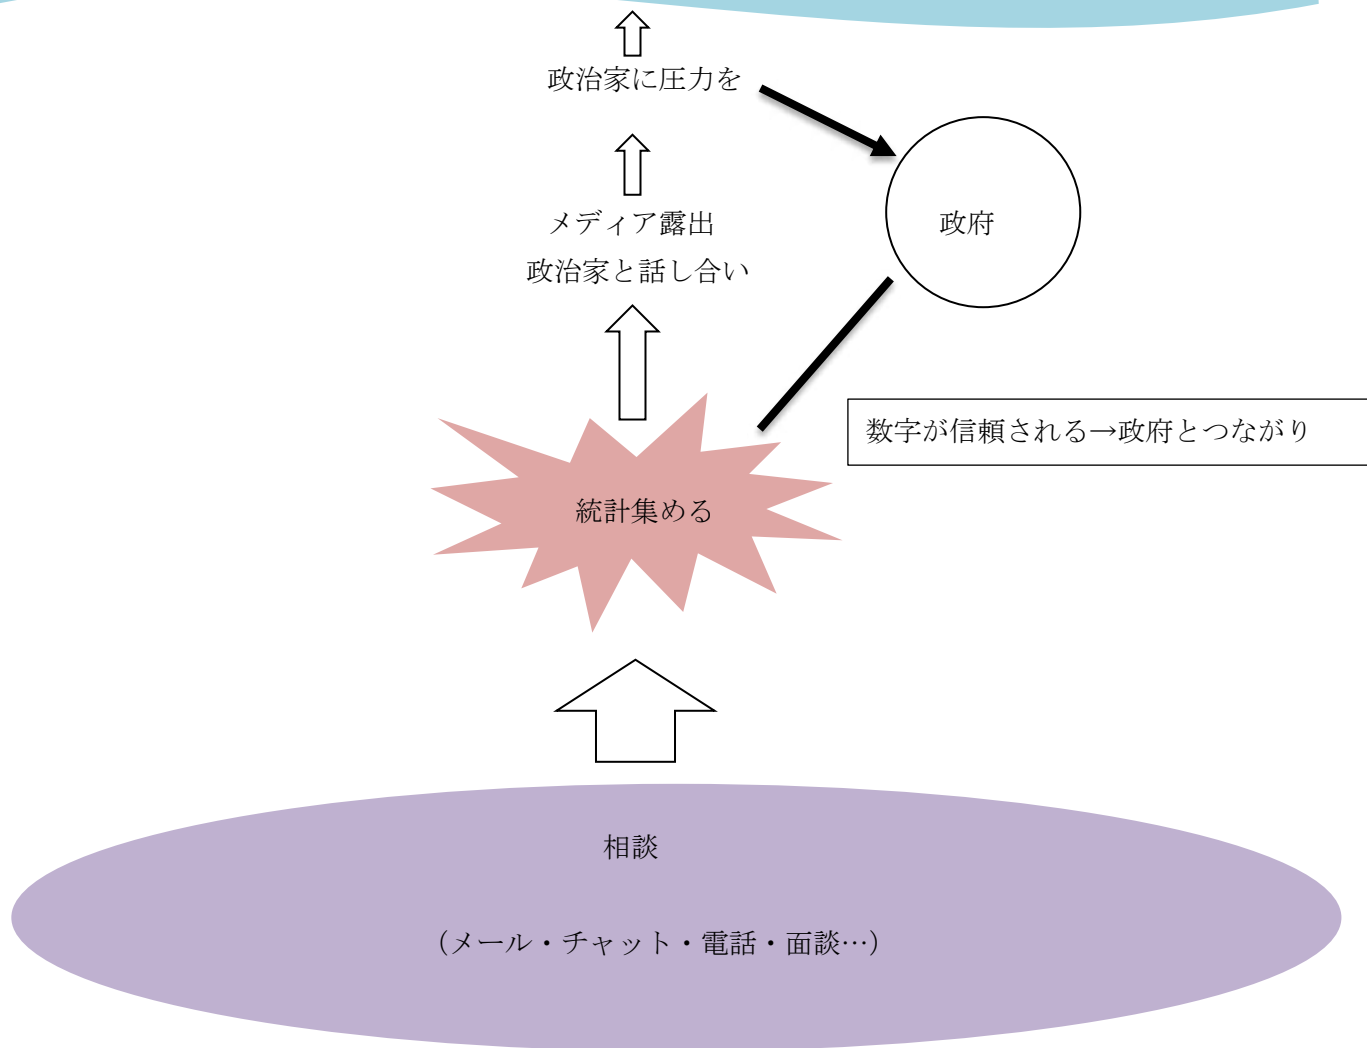 政治家に圧力を
メディア露出
政治家と話し合い
政府
数字が信頼される→政府とつながり
統計集める
相談
（メール・チャット・電話・面談…）